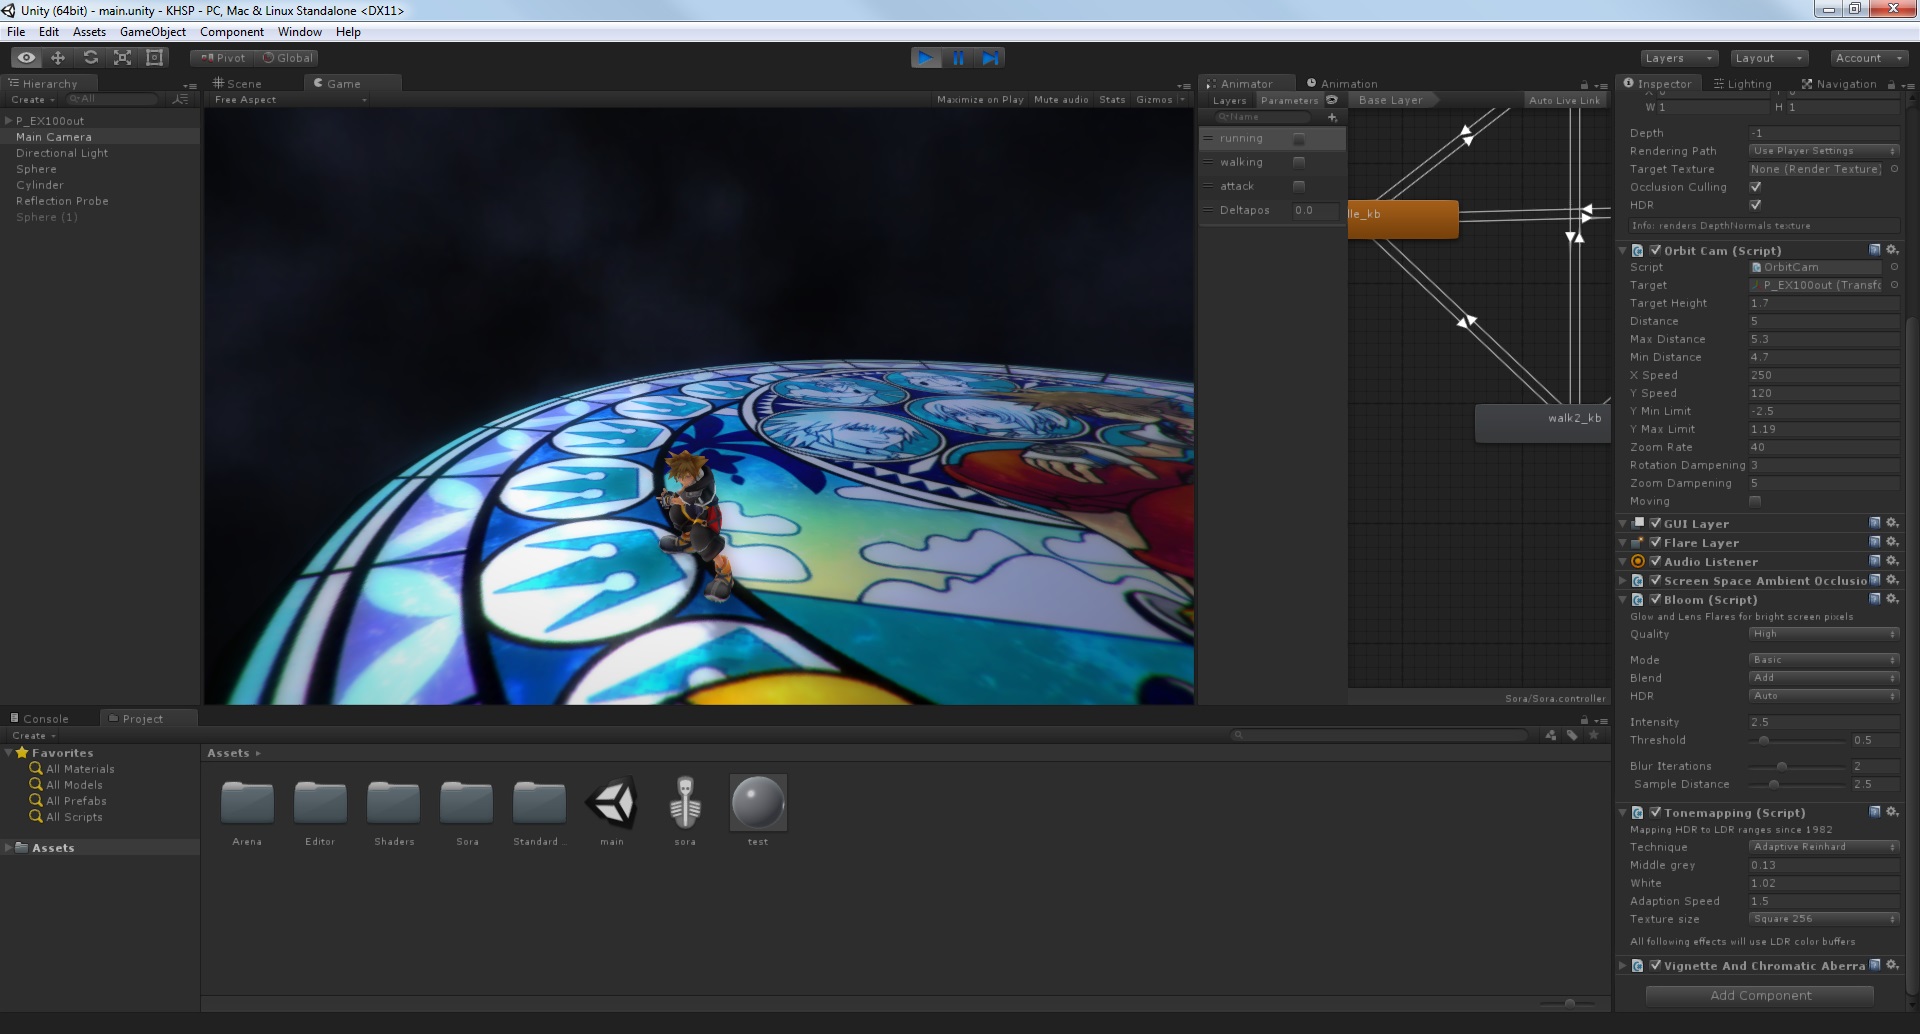 Unity (64bit) - main.unity - KHSP - PC, Mac & Linux Standalone <DX11>
File Edit Assets GameObject Component Window Help
Pivot Global
Layers Layout Account
Hierarchy
Create All
P_EX100out
Main Camera
Directional Light
Sphere
Cylinder
Reflection Probe
Sphere (1)
Scene Game
Free Aspect Maximize on Play Mute audio Stats Gizmos
Animator Animation
Layers Parameters Base Layer Auto Live Link
Name
running
walking
attack
Deltapos 0.0
lle_kb
walk2_kb
Sora/Sora.controller
Inspector Lighting Navigation
W 1 H 1
Depth -1
Rendering Path Use Player Settings
Target Texture None (Render Texture)
Occlusion Culling
HDR
Info: renders DepthNormals texture
Orbit Cam (Script)
Script OrbitCam
Target P_EX100out (Transfo
Target Height 1.7
Distance 5
Max Distance 5.3
Min Distance 4.7
X Speed 250
Y Speed 120
Y Min Limit -2.5
Y Max Limit 1.19
Zoom Rate 40
Rotation Dampening 3
Zoom Dampening 5
Moving
GUI Layer
Flare Layer
Audio Listener
Screen Space Ambient Occlusio
Bloom (Script)
Glow and Lens Flares for bright screen pixels
Quality High
Mode Basic
Blend Add
HDR Auto
Intensity 2.5
Threshold 0.5
Blur Iterations 2
Sample Distance 2.5
Tonemapping (Script)
Mapping HDR to LDR ranges since 1982
Technique Adaptive Reinhard
Middle grey 0.13
White 1.02
Adaption Speed 1.5
Texture size Square 256
All following effects will use LDR color buffers
Vignette And Chromatic Aberra
Add Component
Console Project
Create
Favorites
All Materials
All Models
All Prefabs
All Scripts
Assets
Assets
Arena Editor Shaders Sora Standard ... main sora test